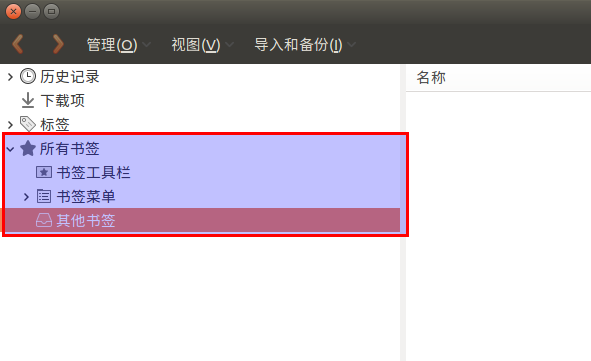 管理(O) 视图(V) 导入和备份(I)
历史记录 名称
下载项
标签
所有书签
书签工具栏
书签菜单
其他书签